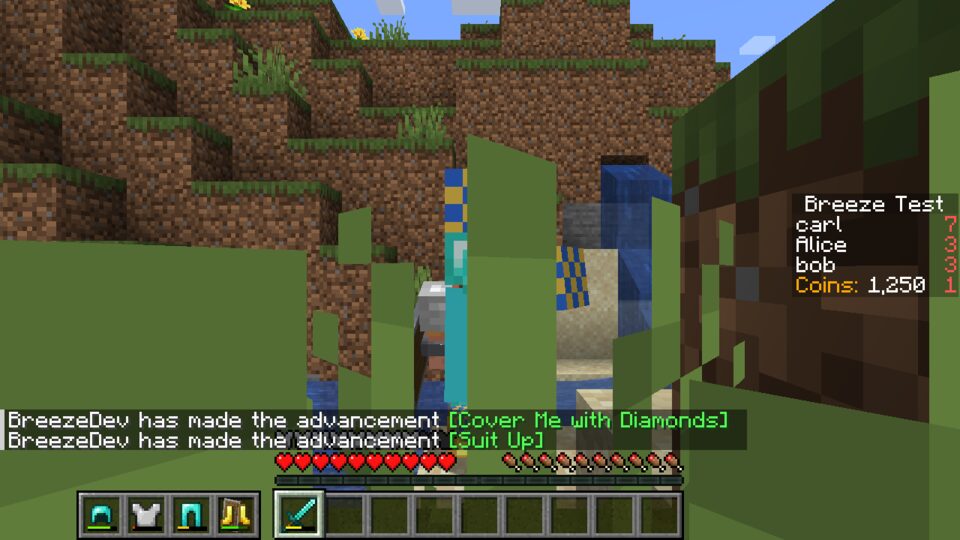 Breeze Test
carl 7
Alice 3
bob 3
Coins: 1,250 1
BreezeDev has made the advancement [Cover Me with Diamonds]
BreezeDev has made the advancement [Suit Up]